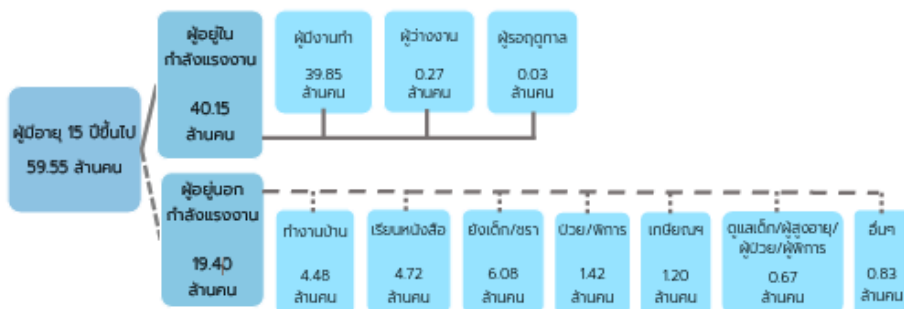 ผู้มีอายุ 15 ปีขึ้นไป
59.55 ล้านคน
ผู้อยู่ใน
กำลังแรงงาน
40.15
ล้านคน
ผู้มีงานทำ
39.85
ล้านคน
ผู้ว่างงาน
0.27
ล้านคน
ผู้รอฤดูกาล
0.03
ล้านคน
ผู้อยู่นอก
กำลังแรงงาน
19.40
ล้านคน
ทำงานบ้าน
4.48
ล้านคน
เรียนหนังสือ
4.72
ล้านคน
ยังเด็ก/ชรา
6.08
ล้านคน
ป่วย/พิการ
1.42
ล้านคน
เกษียณฯ
1.20
ล้านคน
ดูแลเด็ก/ผู้สูงอายุ/
ผู้ป่วย/ผู้พิการ
0.67
ล้านคน
อื่นๆ
0.83
ล้านคน